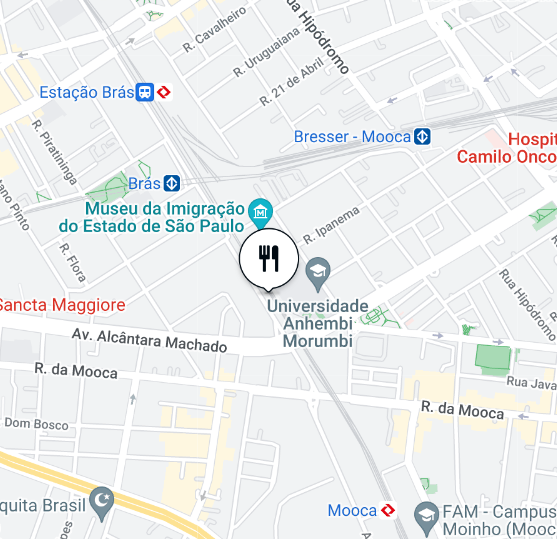 R. Cavalheiro
Rua Hipódromo
R. Uruguaiana
R. 21 de Abril
Estação Brás
R. Piratininga
Bresser - Mooca
Hospit
Camilo Onco
Brás
ano Pinto
Museu da Imigração
do Estado de São Paulo
R. Ipanema
R. Flora
Rua Hipódromo
Sancta Maggiore
Universidade
Anhembi
Morumbi
Av. Alcântara Machado
R. da Mooca
Rua Java
R. da Mooca
Dom Bosco
quita Brasil
Mooca
FAM - Campus
Moinho (Mooc
pes